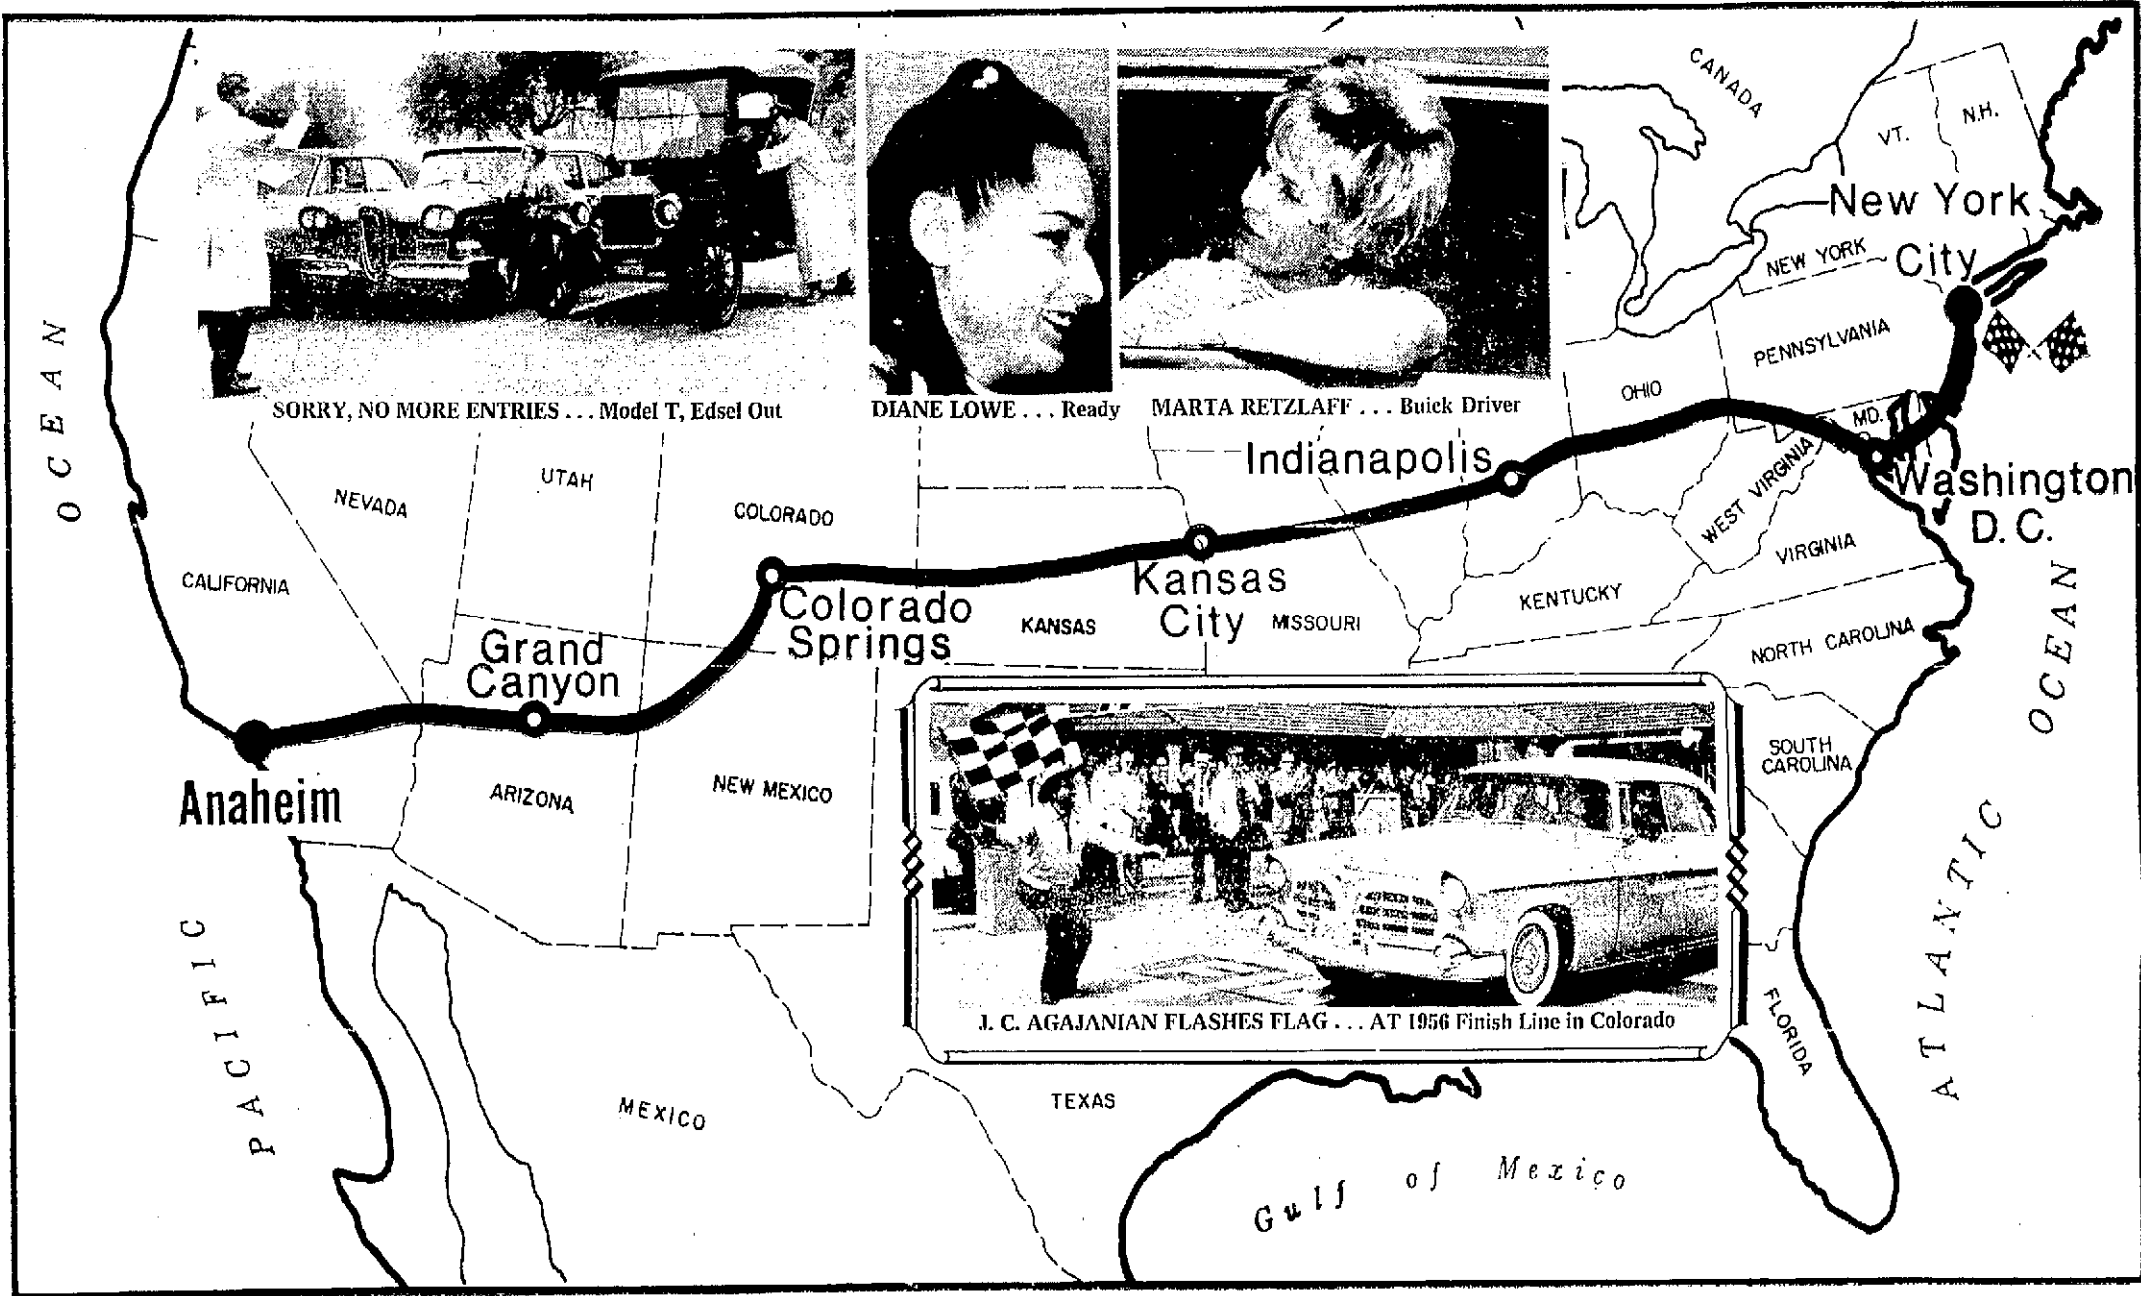 CANADA
VT.
N.H.
New York
City
NEW YORK
PENNSYLVANIA
OHIO
MD.
SORRY, NO MORE ENTRIES . . . Model T, Edsel Out
DIANE LOWE . . . Ready
MARTA RETZLAFF . . . Buick Driver
OCEAN
NEVADA
UTAH
COLORADO
Indianapolis
WEST VIRGINIA
Washington
D.C.
VIRGINIA
CALIFORNIA
Colorado
Springs
Kansas
City
KANSAS
MISSOURI
KENTUCKY
NORTH CAROLINA
OCEAN
Grand
Canyon
SOUTH
CAROLINA
Anaheim
ARIZONA
NEW MEXICO
J. C. AGAJANIAN FLASHES FLAG . . . AT 1956 Finish Line in Colorado
FLORIDA
ATLANTIC
PACIFIC
MEXICO
TEXAS
Gulf of Mexico